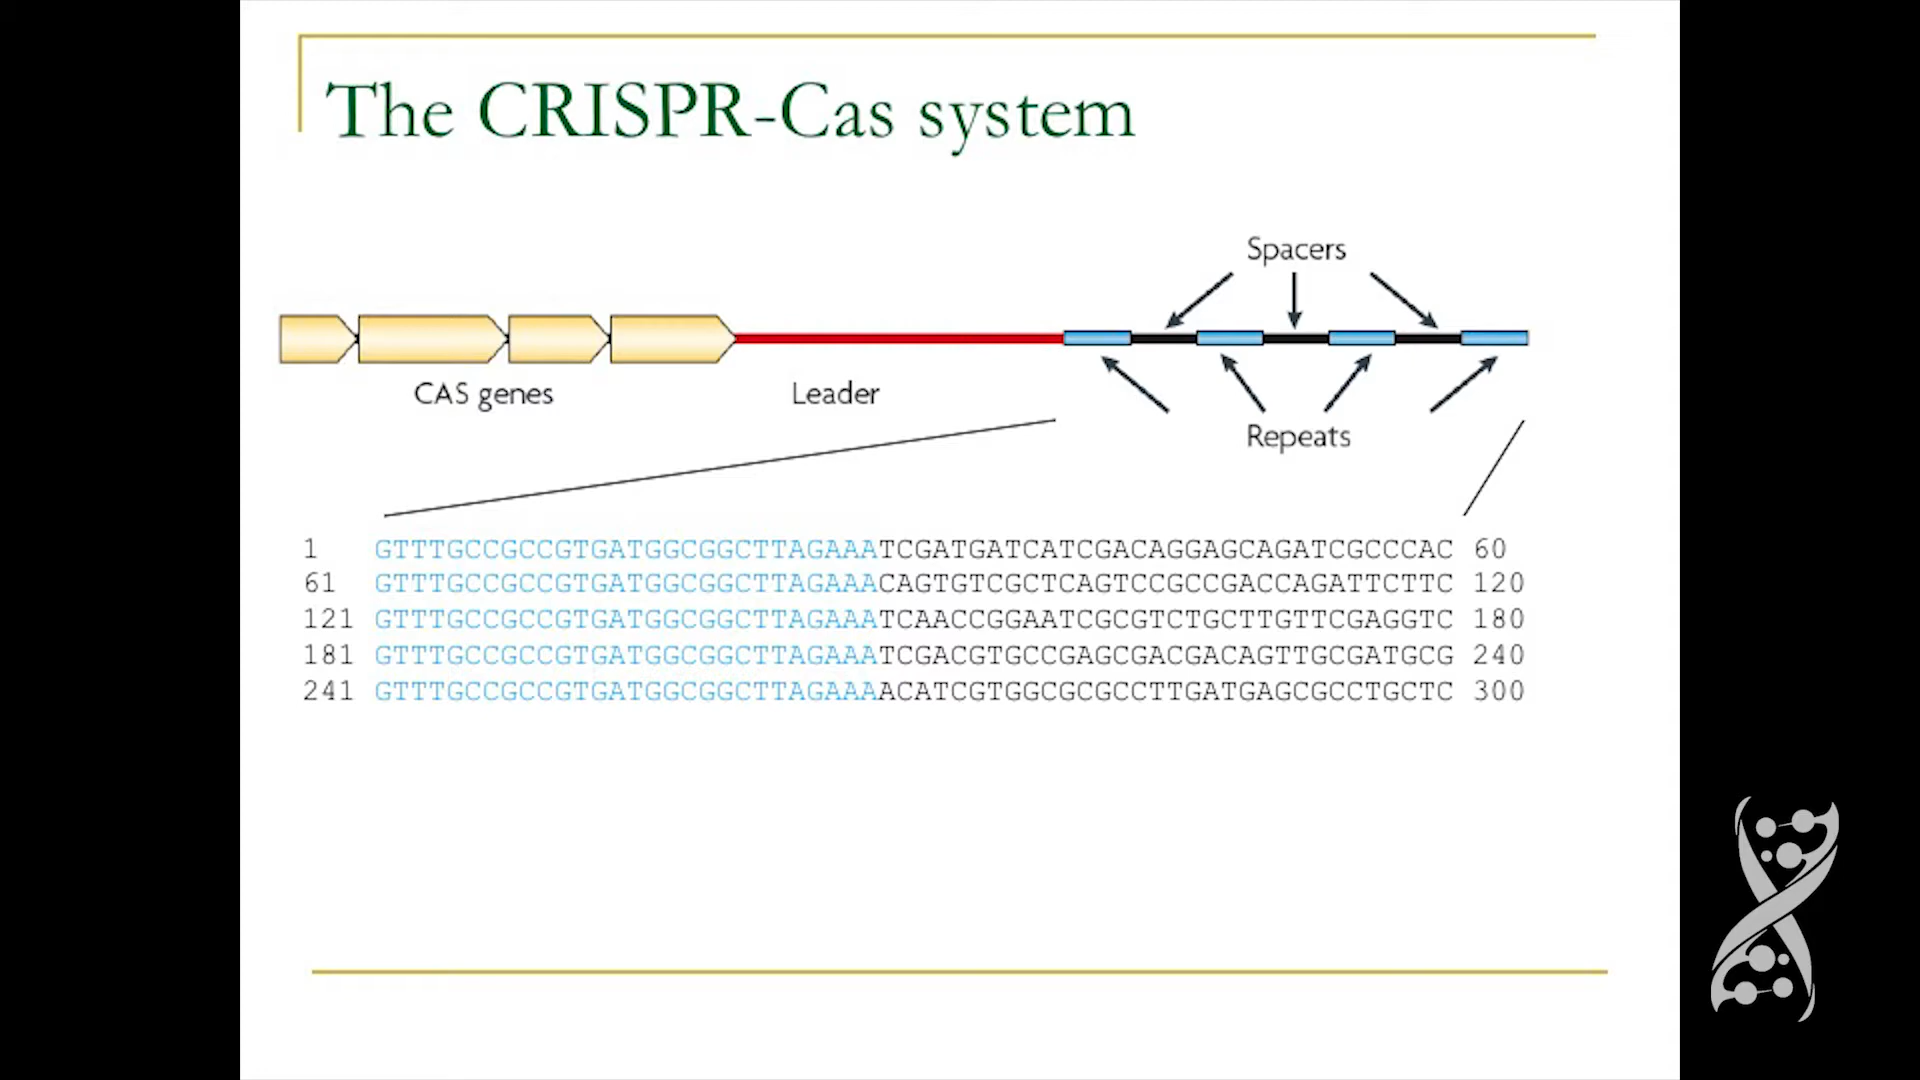 The CRISPR-Cas system
Spacers
CAS genes
Leader
Repeats
1 GTTTGCCGCCGTGATGGCGGCTTAGAAATCGATGATCATCGACAGGAGCAGATCGCCCAC 60
61 GTTTGCCGCCGTGATGGCGGCTTAGAAACAGTGTCGCTCAGTCCGCCGACCAGATTCTTC 120
121 GTTTGCCGCCGTGATGGCGGCTTAGAAATCAACCGGAATCGCGTCTGCTTGTTCGAGGTC 180
181 GTTTGCCGCCGTGATGGCGGCTTAGAAATCGACGTGCCGAGCGACGACAGTTGCGATGCG 240
241 GTTTGCCGCCGTGATGGCGGCTTAGAAAACATCGTGGCGCGCCTTGATGAGCGCCTGCTC 300